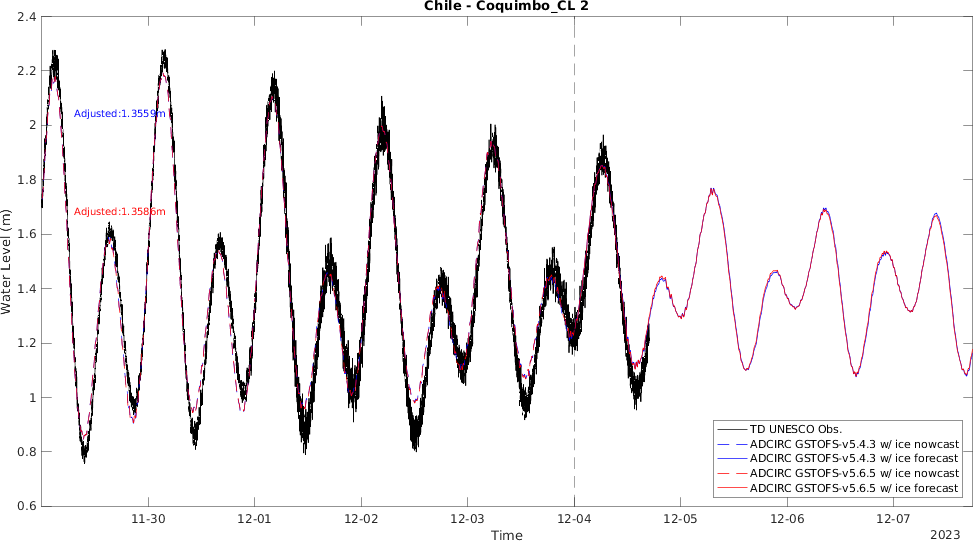 Chile - Coquimbo_CL 2
2.4
2.2
2
1.8
1.6
1.4
1.2
1
0.8
0.6
Water Level (m)
Adjusted:1.3559m
Adjusted:1.3586m
TD UNESCO Obs.
ADCIRC GSTOFS-v5.4.3 w/ ice nowcast
ADCIRC GSTOFS-v5.4.3 w/ ice forecast
ADCIRC GSTOFS-v5.6.5 w/ ice nowcast
ADCIRC GSTOFS-v5.6.5 w/ ice forecast
11-30 12-01 12-02 12-03 12-04 12-05 12-06 12-07
Time
2023